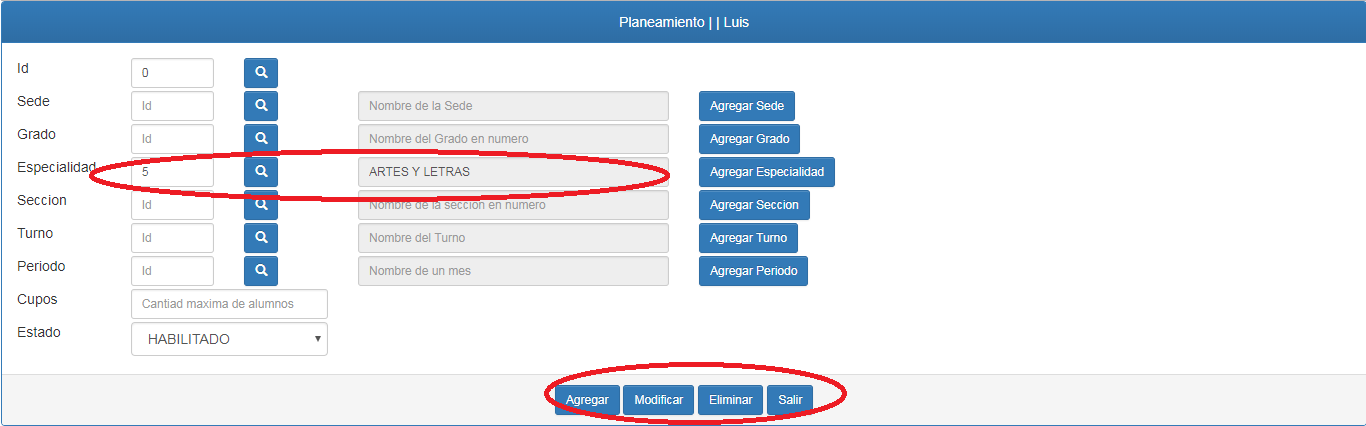 Planeamiento | | Luis
Id 0
Sede Id Nombre de la Sede Agregar Sede
Grado Id Nombre del Grado en numero Agregar Grado
Especialidad 5 ARTES Y LETRAS Agregar Especialidad
Seccion Id Nombre de la seccion en numero Agregar Seccion
Turno Id Nombre del Turno Agregar Turno
Periodo Id Nombre de un mes Agregar Periodo
Cupos Cantiad maxima de alumnos
Estado HABILITADO
Agregar Modificar Eliminar Salir